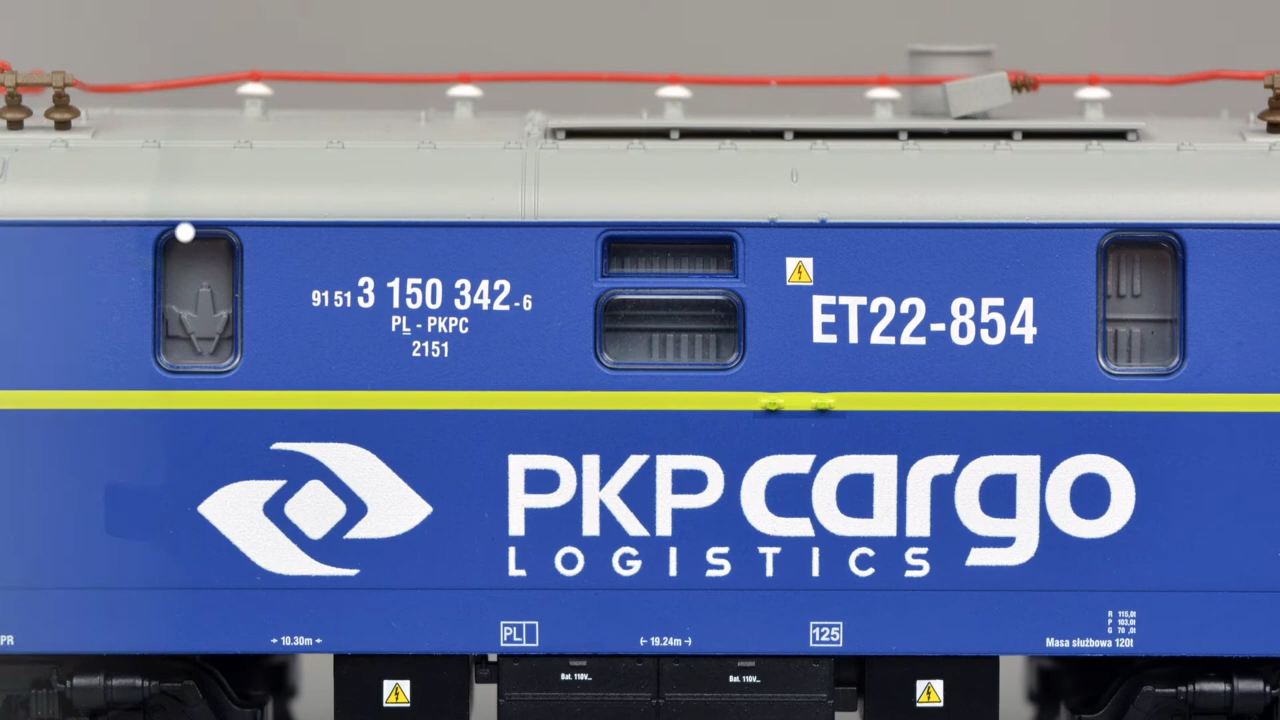 91 51 3 150 342-6
PL - PKPC
2151
ET22-854
PKP cargo
LOGISTICS
PR
10.30m
PL
19.24m
125
R 115,0t
P 103,0t
G 70 ,0t
Masa służbowa 120t
Bat. 110V
Bat. 110V